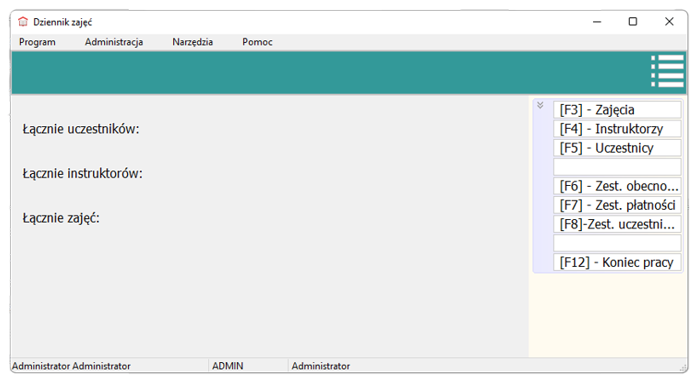 Dziennik zajęć
Program Administracja Narzędzia Pomoc
Łącznie uczestników:
Łącznie instruktorów:
Łącznie zajęć:
[F3] - Zajęcia
[F4] - Instruktorzy
[F5] - Uczestnicy
[F6] - Zest. obecno...
[F7] - Zest. płatności
[F8]-Zest. uczestni...
[F12] - Koniec pracy
Administrator Administrator ADMIN Administrator